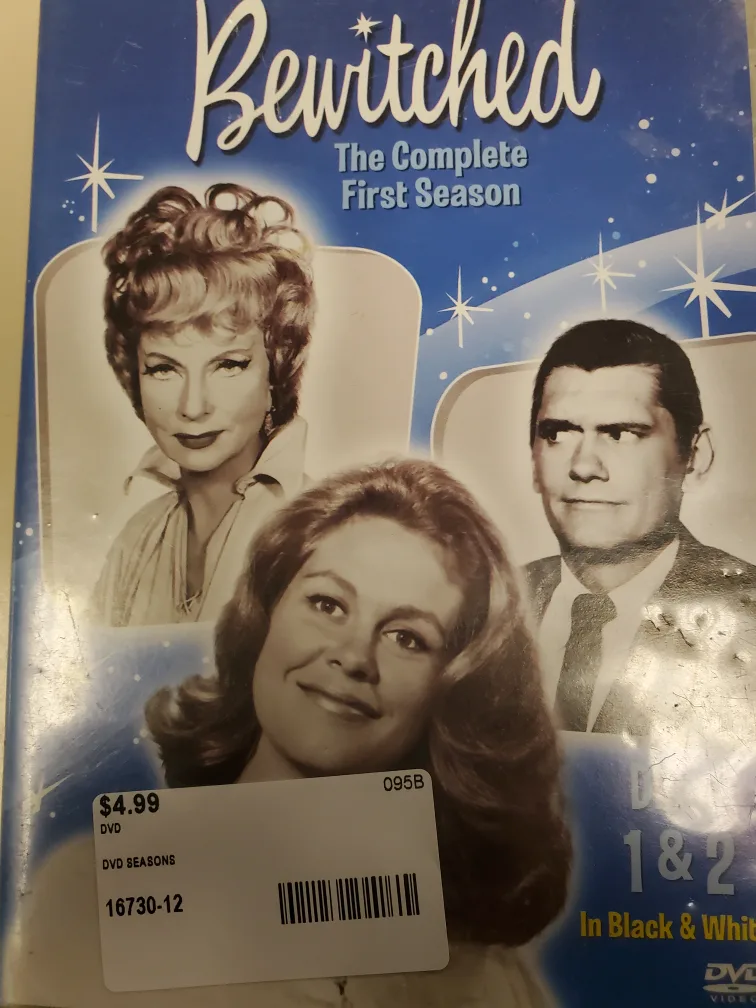 Bewitched
The Complete
First Season
$4.99
095B
DVD
DVD SEASONS
16730-12
1 & 2
In Black & Whit
DVD
VIDEO